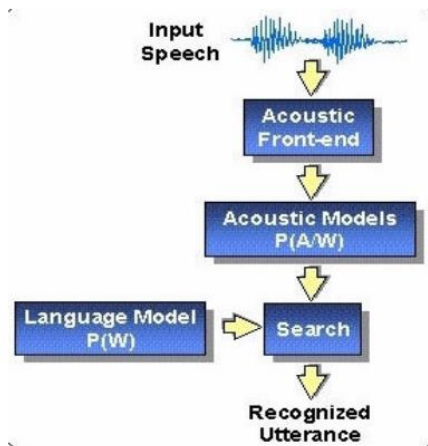 Input
Speech
Acoustic
Front-end
Acoustic Models
P(A/W)
Language Model
P(W)
Search
Recognized
Utterance